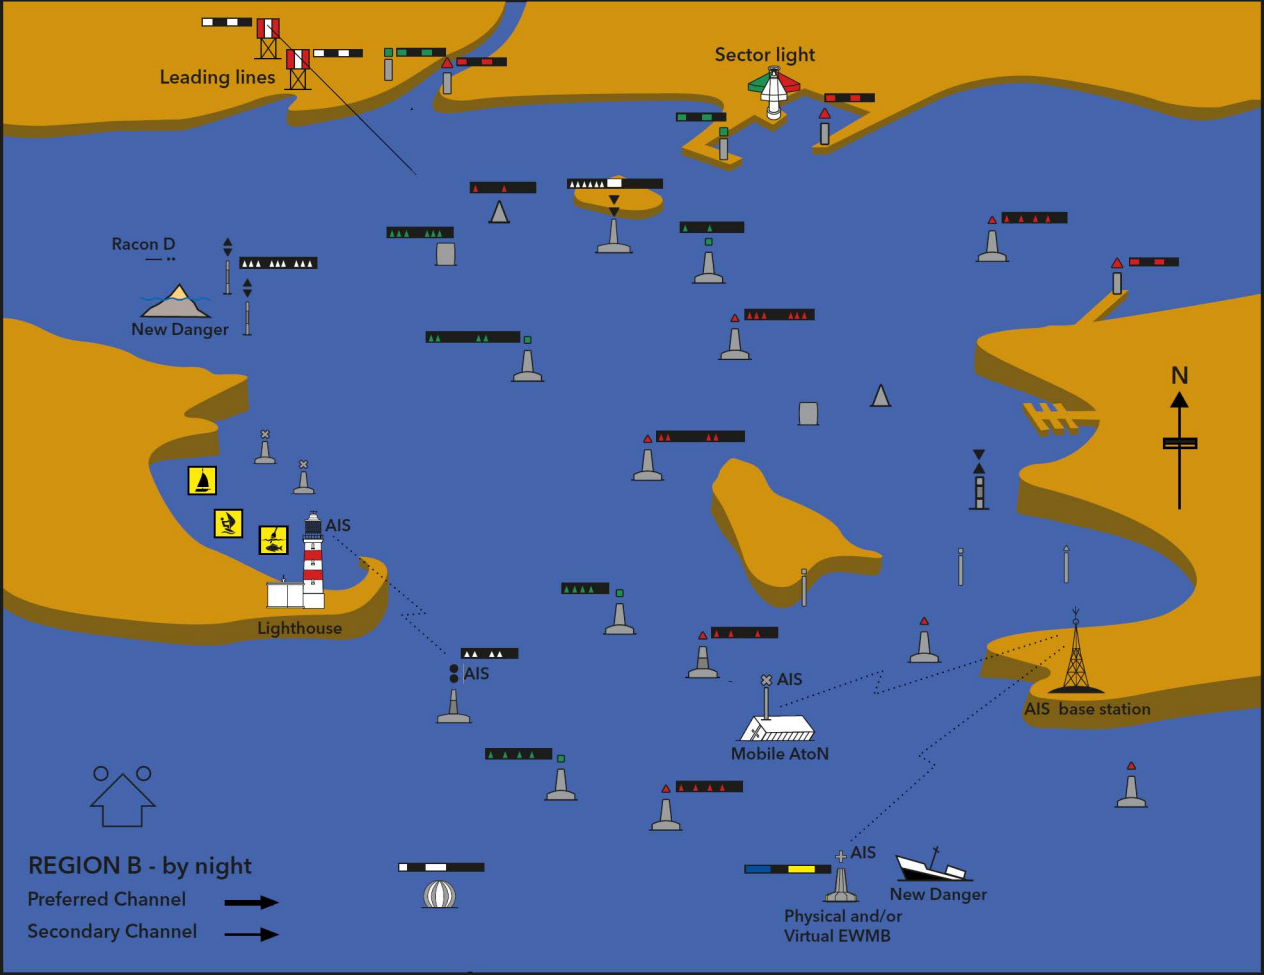 Sector light
Leading lines
Racon D
New Danger
N
AIS
Lighthouse
AIS
AIS
AIS base station
Mobile AtoN
REGION B - by night
Preferred Channel
Secondary Channel
AIS
New Danger
Physical and/or
Virtual EWMB